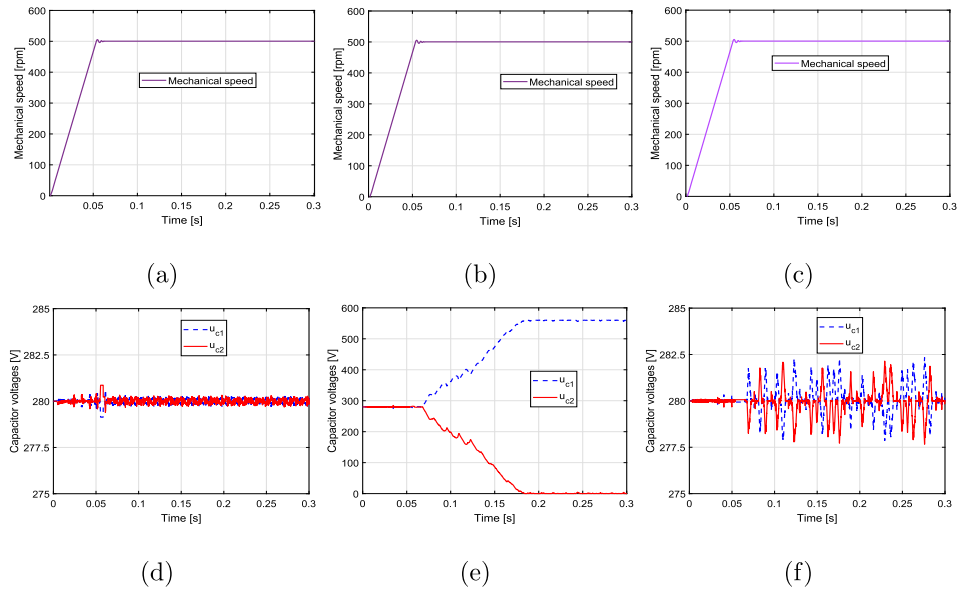 600
500
400
300
200
100
0
Mechanical speed [rpm]
Mechanical speed
0.05 0.1 0.15 0.2 0.25 0.3
Time [s]
(a)
600
500
400
300
200
100
0
Mechanical speed [rpm]
Mechanical speed
0 0.05 0.1 0.15 0.2 0.25 0.3
Time [s]
(b)
600
500
400
300
200
100
0
Mechanical speed [rpm]
Mechanical speed
0 0.05 0.1 0.15 0.2 0.25 0.3
Time [s]
(c)
285
282.5
280
277.5
275
Capacitor voltages [V]
u_c1
u_c2
0 0.05 0.1 0.15 0.2 0.25 0.3
Time [s]
(d)
600
500
400
300
200
100
0
Capacitor voltages [V]
u_c1
u_c2
0 0.05 0.1 0.15 0.2 0.25 0.3
Time [s]
(e)
285
282.5
280
277.5
275
Capacitor voltages [V]
u_c1
u_c2
0 0.05 0.1 0.15 0.2 0.25 0.3
Time [s]
(f)